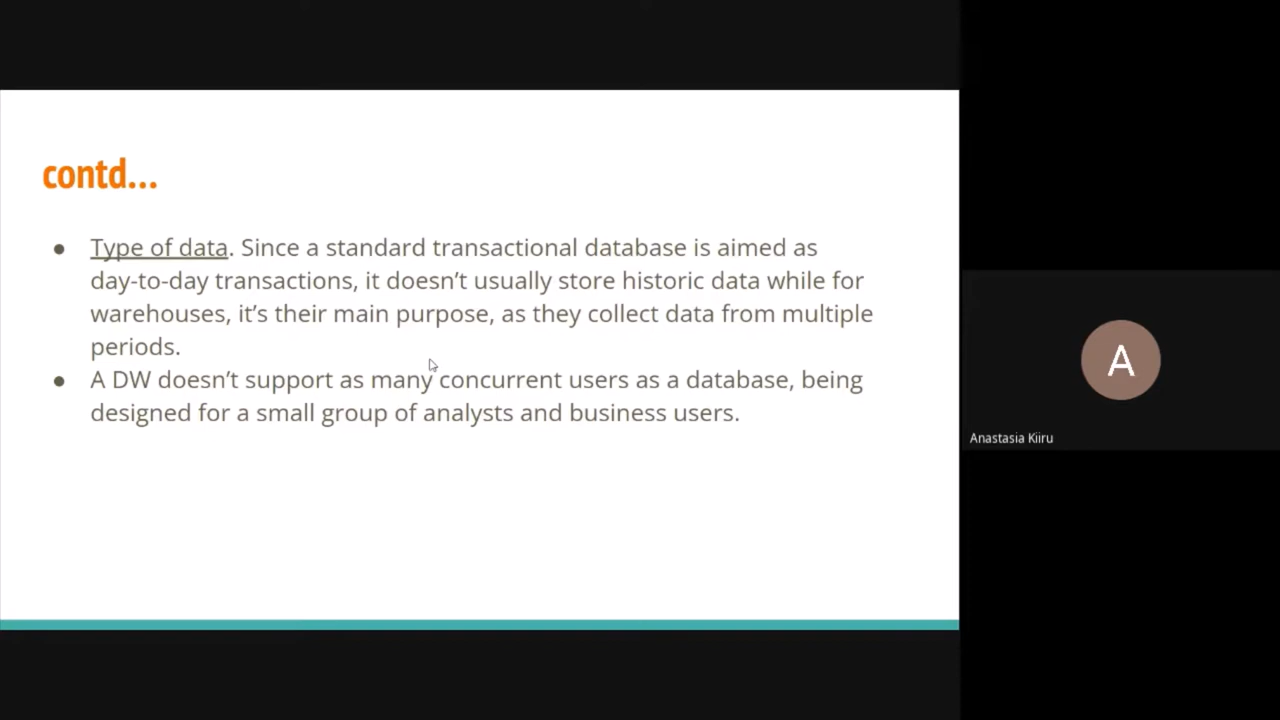 contd...
● Type of data. Since a standard transactional database is aimed as
day-to-day transactions, it doesn’t usually store historic data while for
warehouses, it’s their main purpose, as they collect data from multiple
periods.
● A DW doesn’t support as many concurrent users as a database, being
designed for a small group of analysts and business users.
A
Anastasia Kiiru